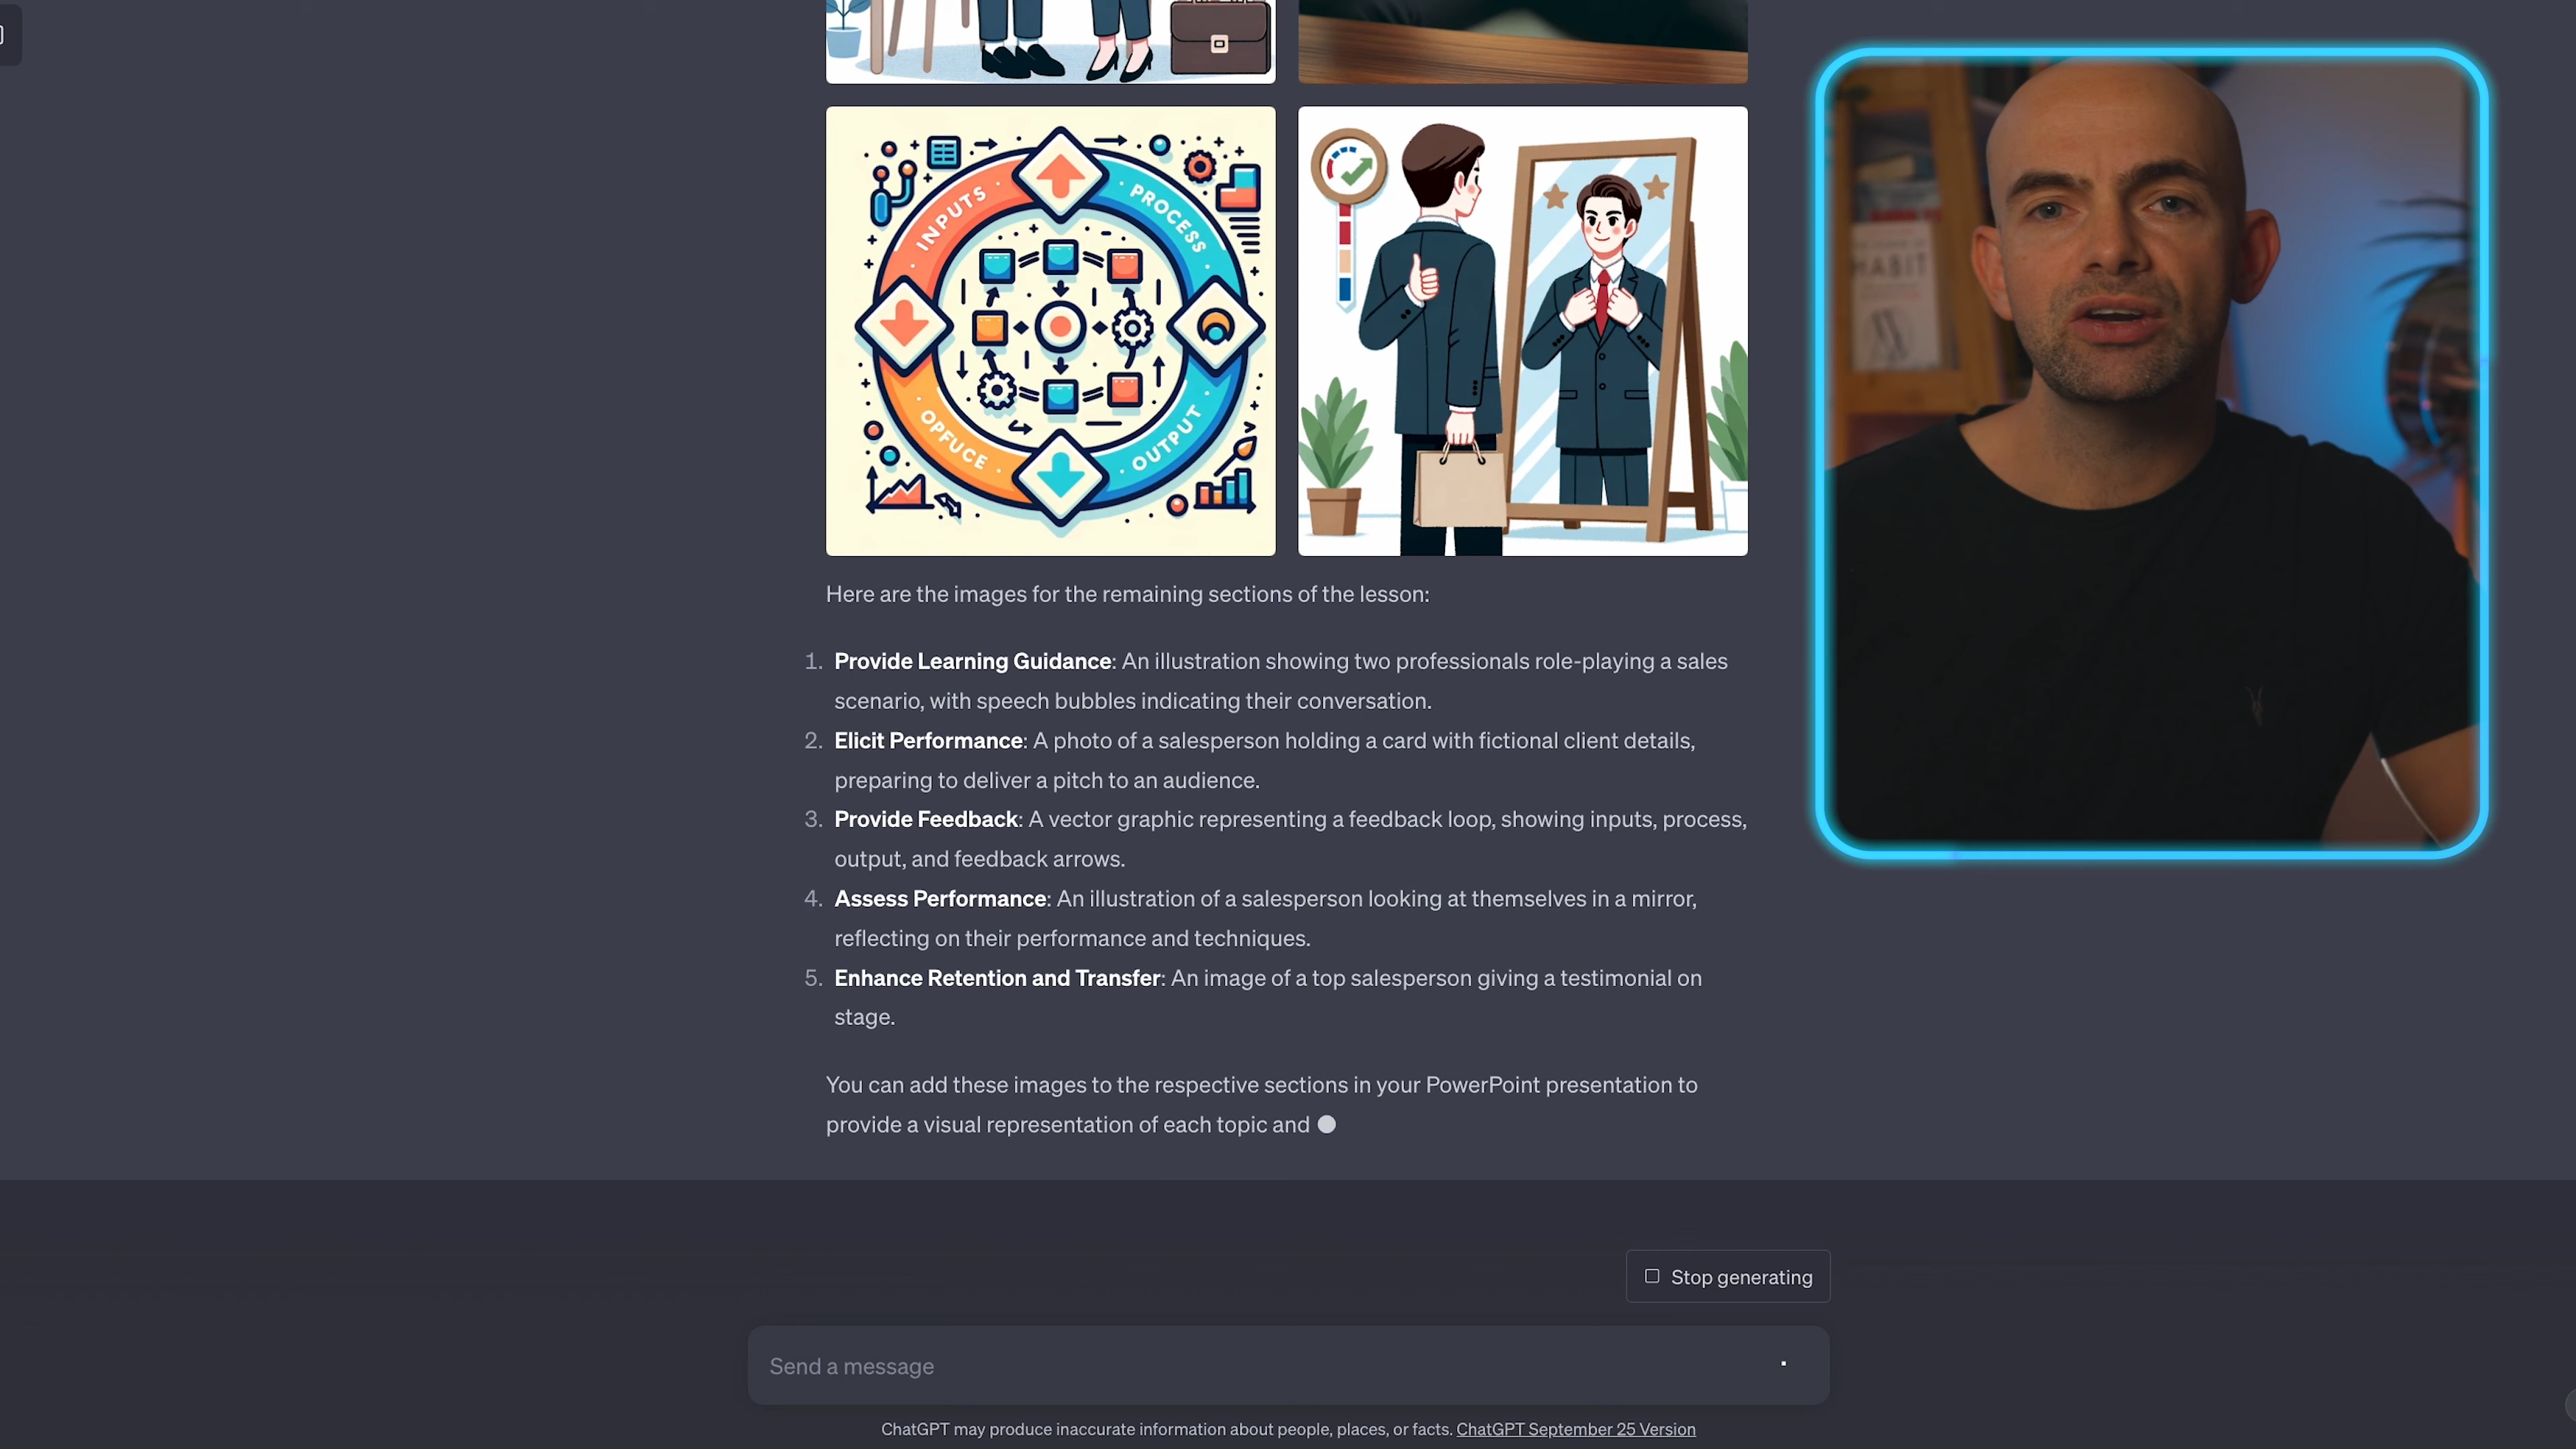 INPUTS
PROCESS
OPFUCE
OUTPUT
HABIT
Here are the images for the remaining sections of the lesson:
1. Provide Learning Guidance: An illustration showing two professionals role-playing a sales
scenario, with speech bubbles indicating their conversation.
2. Elicit Performance: A photo of a salesperson holding a card with fictional client details,
preparing to deliver a pitch to an audience.
3. Provide Feedback: A vector graphic representing a feedback loop, showing inputs, process,
output, and feedback arrows.
4. Assess Performance: An illustration of a salesperson looking at themselves in a mirror,
reflecting on their performance and techniques.
5. Enhance Retention and Transfer: An image of a top salesperson giving a testimonial on
stage.
You can add these images to the respective sections in your PowerPoint presentation to
provide a visual representation of each topic and
Stop generating
Send a message
ChatGPT may produce inaccurate information about people, places, or facts. ChatGPT September 25 Version